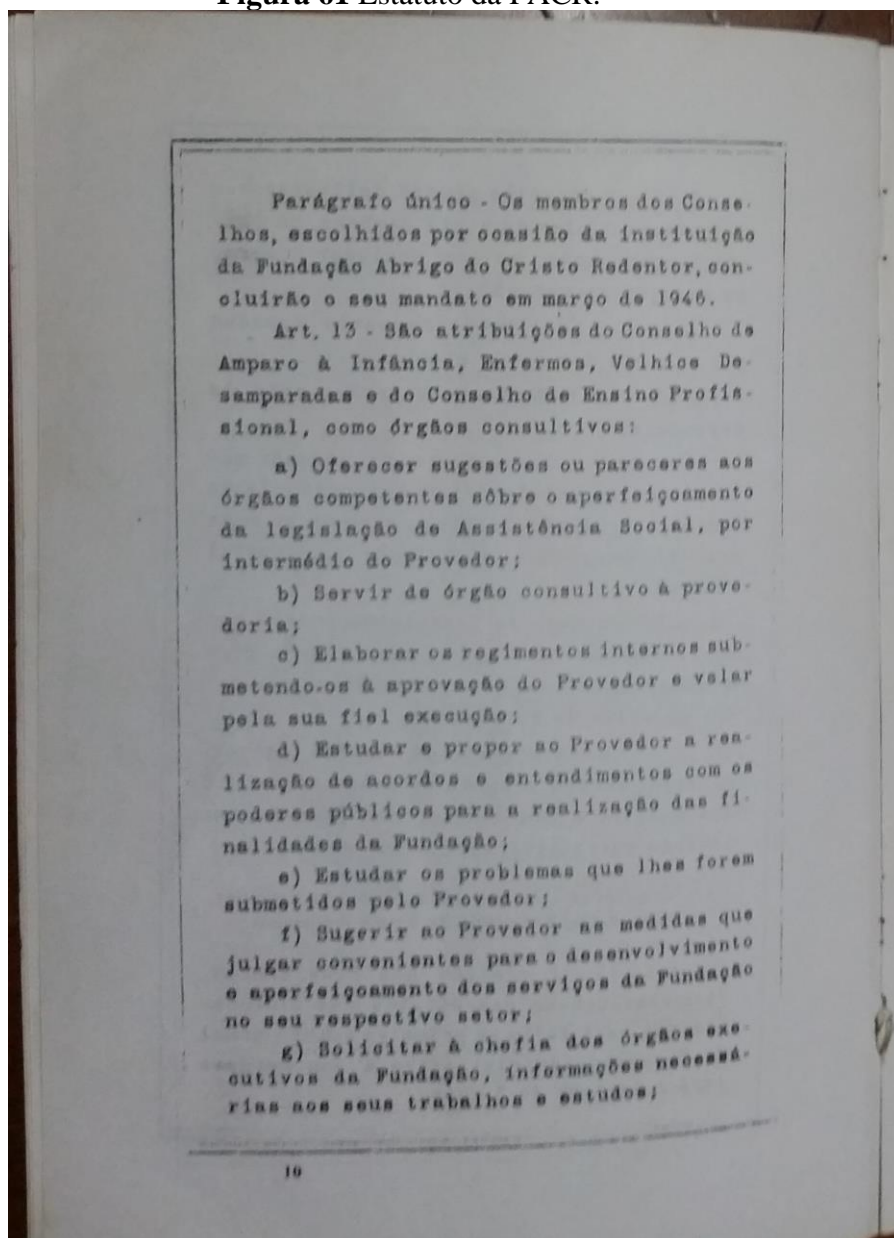 Figura 01 Estatuto da FACR.
Parágrafo único - Os membros dos Conse-
lhos, escolhidos por ocasião da instituição
da Fundação Abrigo do Cristo Redentor, con-
cluirão o seu mandato em março de 1946.
Art. 13 - São atribuições do Conselho de
Amparo à Infância, Enfermos, Velhice De-
samparadas e do Conselho de Ensino Profis-
sional, como órgãos consultivos:
a) Oferecer sugestões ou pareceres aos
órgãos competentes sôbre o aperfeiçoamento
da legislação de Assistência Social, por
intermédio do Provedor;
b) Servir de órgão consultivo à prove-
doria;
c) Elaborar os regimentos internos sub-
metendo-os à aprovação do Provedor e velar
pela sua fiel execução;
d) Estudar e propor ao Provedor a rea-
lização de acordos e entendimentos com os
poderes públicos para a realização das fi-
nalidades da Fundação;
e) Estudar os problemas que lhes forem
submetidos pelo Provedor;
f) Sugerir ao Provedor as medidas que
julgar convenientes para o desenvolvimento
e aperfeiçoamento dos serviços da Fundação
no seu respectivo setor;
g) Solicitar à chefia dos órgãos exe-
cutivos da Fundação, informações necessá-
rias aos seus trabalhos e estudos;
10